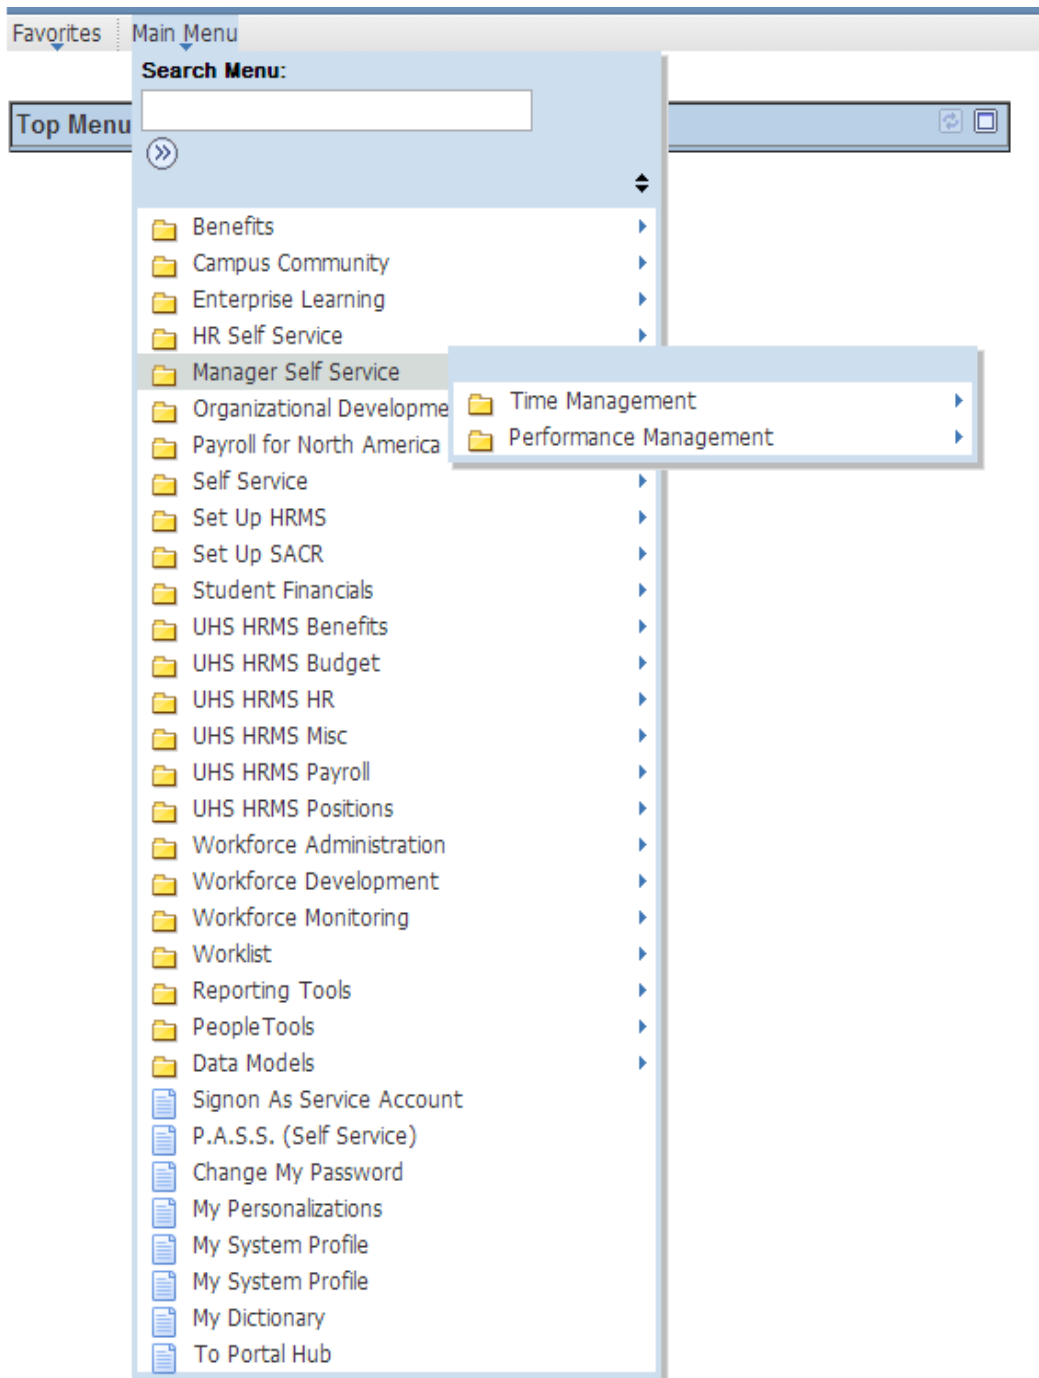 Favorites
Main Menu
Search Menu:
Top Menu
Benefits
Campus Community
Enterprise Learning
HR Self Service
Manager Self Service
Time Management
Organizational Developme
Performance Management
Payroll for North America
Self Service
Set Up HRMS
Set Up SACR
Student Financials
UHS HRMS Benefits
UHS HRMS Budget
UHS HRMS HR
UHS HRMS Misc
UHS HRMS Payroll
UHS HRMS Positions
Workforce Administration
Workforce Development
Workforce Monitoring
Worklist
Reporting Tools
PeopleTools
Data Models
Signon As Service Account
P.A.S.S. (Self Service)
Change My Password
My Personalizations
My System Profile
My System Profile
My Dictionary
To Portal Hub